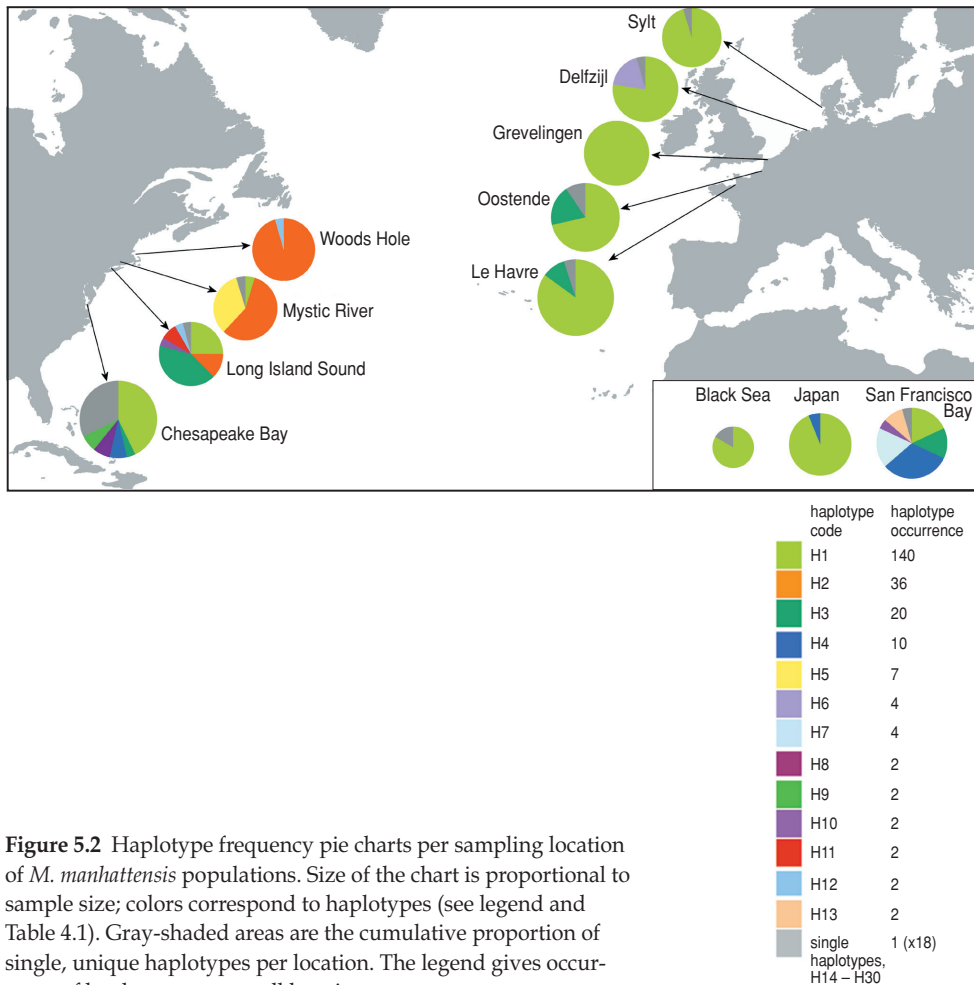 Sylt
Delfzijl
Grevelingen
Oostende
Le Havre
Woods Hole
Mystic River
Long Island Sound
Chesapeake Bay
Black Sea
Japan
San Francisco
Bay
haplotype haplotype
code occurrence
H1 140
H2 36
H3 20
H4 10
H5 7
H6 4
H7 4
H8 2
H9 2
H10 2
H11 2
H12 2
H13 2
single 1 (x18)
haplotypes,
H14 – H30
Figure 5.2 Haplotype frequency pie charts per sampling location
of M. manhattensis populations. Size of the chart is proportional to
sample size; colors correspond to haplotypes (see legend and
Table 4.1). Gray-shaded areas are the cumulative proportion of
single, unique haplotypes per location. The legend gives occur-